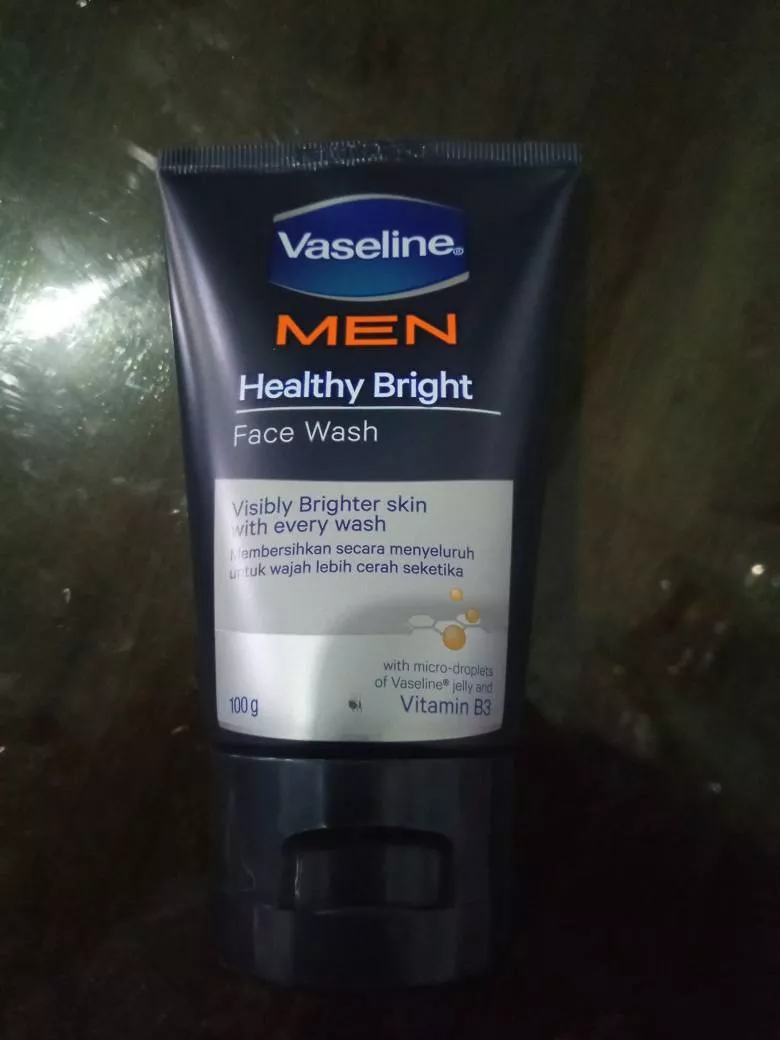 Vaseline®
MEN
Healthy Bright
Face Wash
Visibly Brighter skin
with every wash
Membersihkan secara menyeluruh
untuk wajah lebih cerah seketika
with micro-droplets
of Vaseline® jelly and
Vitamin B3
100 g